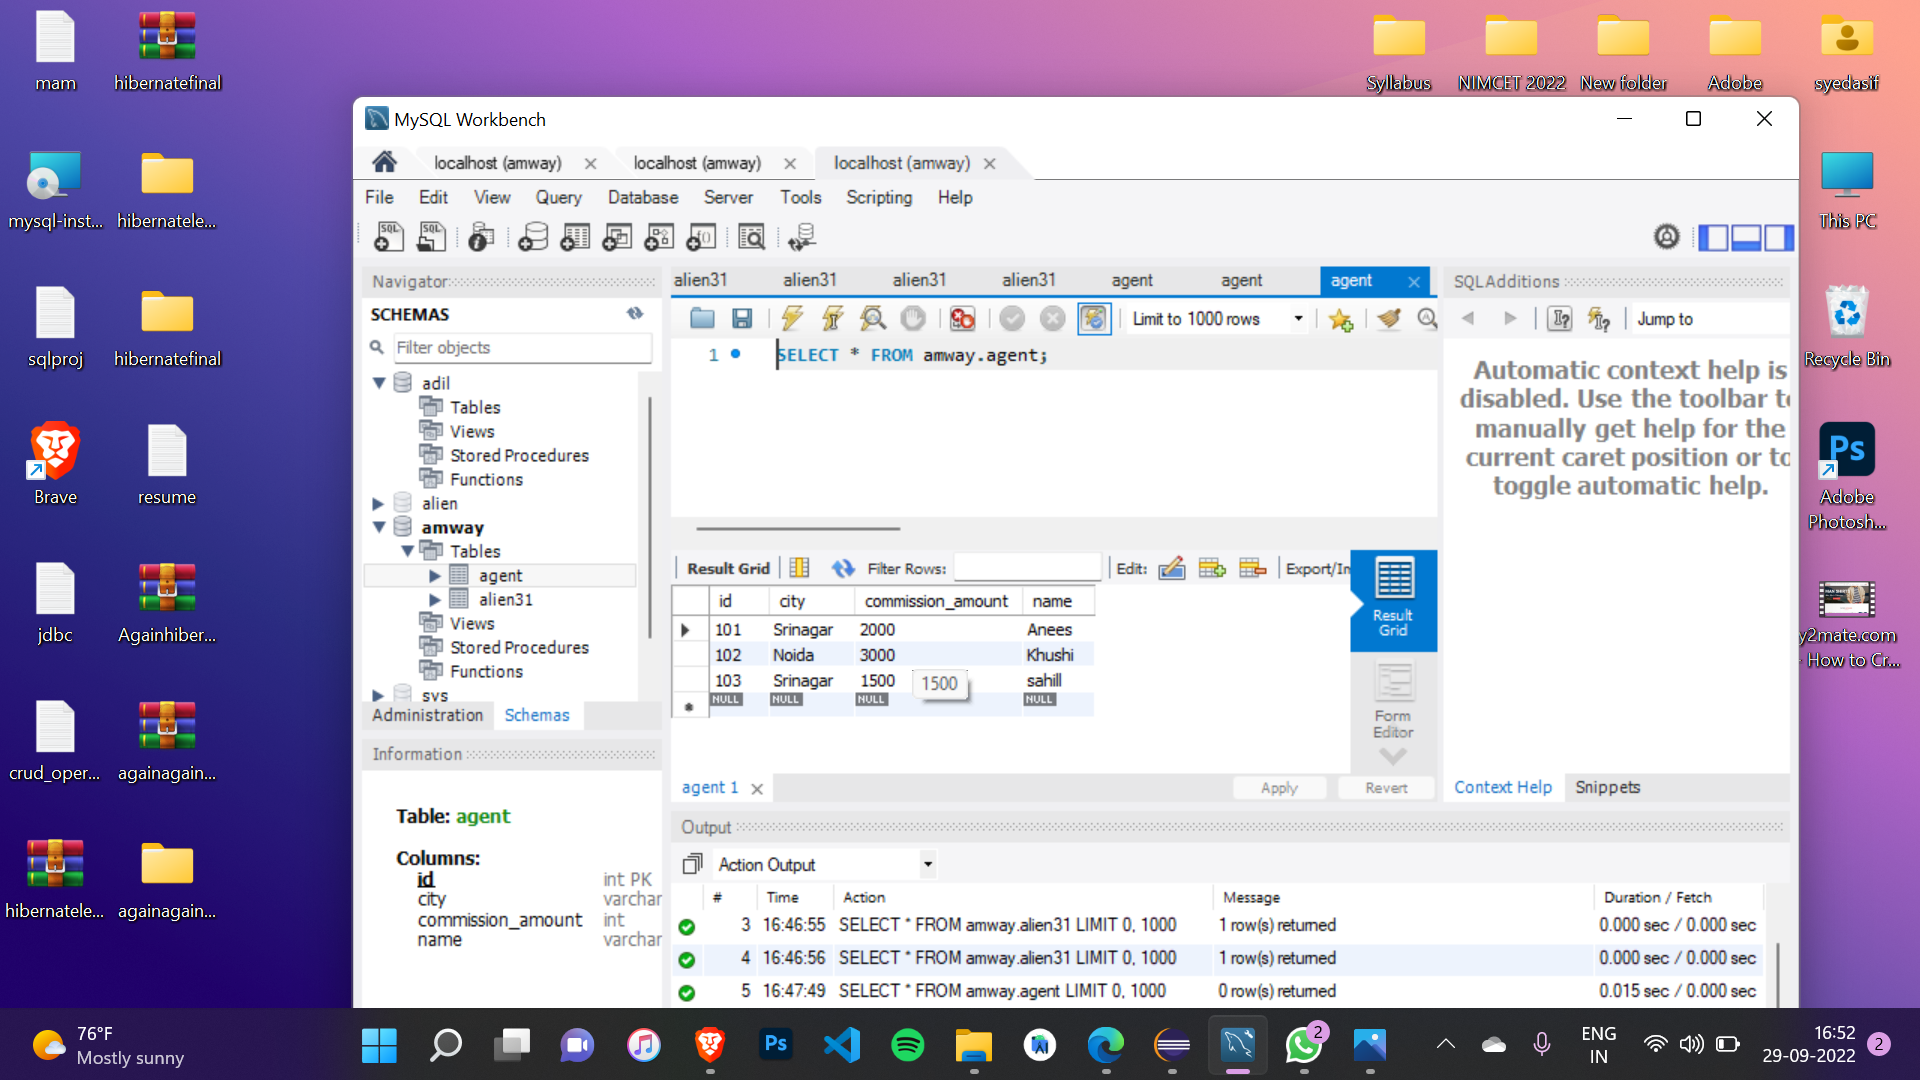 mam
hibernatefinal
mysql-inst...
hibernatele...
sqlproj
hibernatefinal
Brave
resume
jdbc
Againhiber...
crud_oper...
againagain...
hibernatele...
againagain...
Syllabus
NIMCET 2022
New folder
Adobe
syedasif
This PC
Recycle Bin
Ps
Adobe
Photosh...
y2mate.com
- How to Cr...
MySQL Workbench
localhost (amway)
localhost (amway)
localhost (amway)
File Edit View Query Database Server Tools Scripting Help
Navigator
SCHEMAS
Filter objects
adil
Tables
Views
Stored Procedures
Functions
alien
amway
Tables
agent
alien31
Views
Stored Procedures
Functions
sys
Administration Schemas
Information
Table: agent
Columns:
id int PK
city varchar
commission_amount int
name varchar
alien31 alien31 alien31 alien31 agent agent agent
Limit to 1000 rows
1 SELECT * FROM amway.agent;
Result Grid Filter Rows: Edit: Export/Im
id city commission_amount name
101 Srinagar 2000 Anees
102 Noida 3000 Khushi
103 Srinagar 1500 sahill
NULL NULL NULL NULL
1500
Result
Grid
Form
Editor
agent 1
Apply Revert
SQLAdditions
Jump to
Automatic context help is
disabled. Use the toolbar to
manually get help for the
current caret position or to
toggle automatic help.
Context Help Snippets
Output
Action Output
# Time Action Message Duration / Fetch
3 16:46:55 SELECT * FROM amway.alien31 LIMIT 0, 1000 1 row(s) returned 0.000 sec / 0.000 sec
4 16:46:56 SELECT * FROM amway.alien31 LIMIT 0, 1000 1 row(s) returned 0.000 sec / 0.000 sec
5 16:47:49 SELECT * FROM amway.agent LIMIT 0, 1000 0 row(s) returned 0.015 sec / 0.000 sec
76°F
Mostly sunny
Ps
2
ENG
IN
16:52
29-09-2022
2